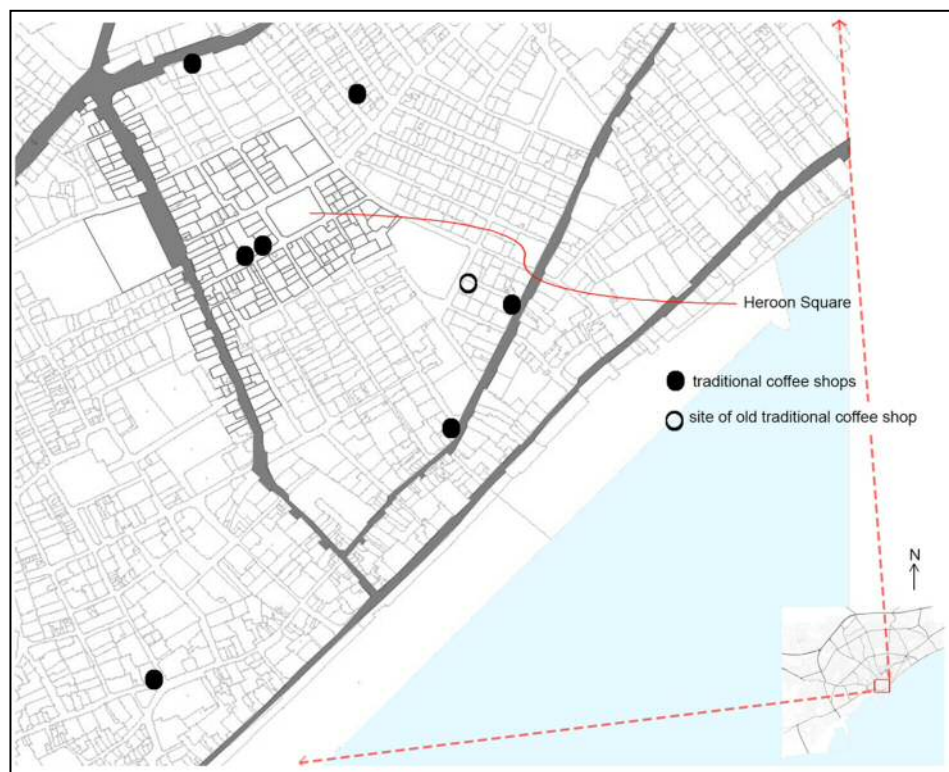 Heroon Square
traditional coffee shops
site of old traditional coffee shop
N